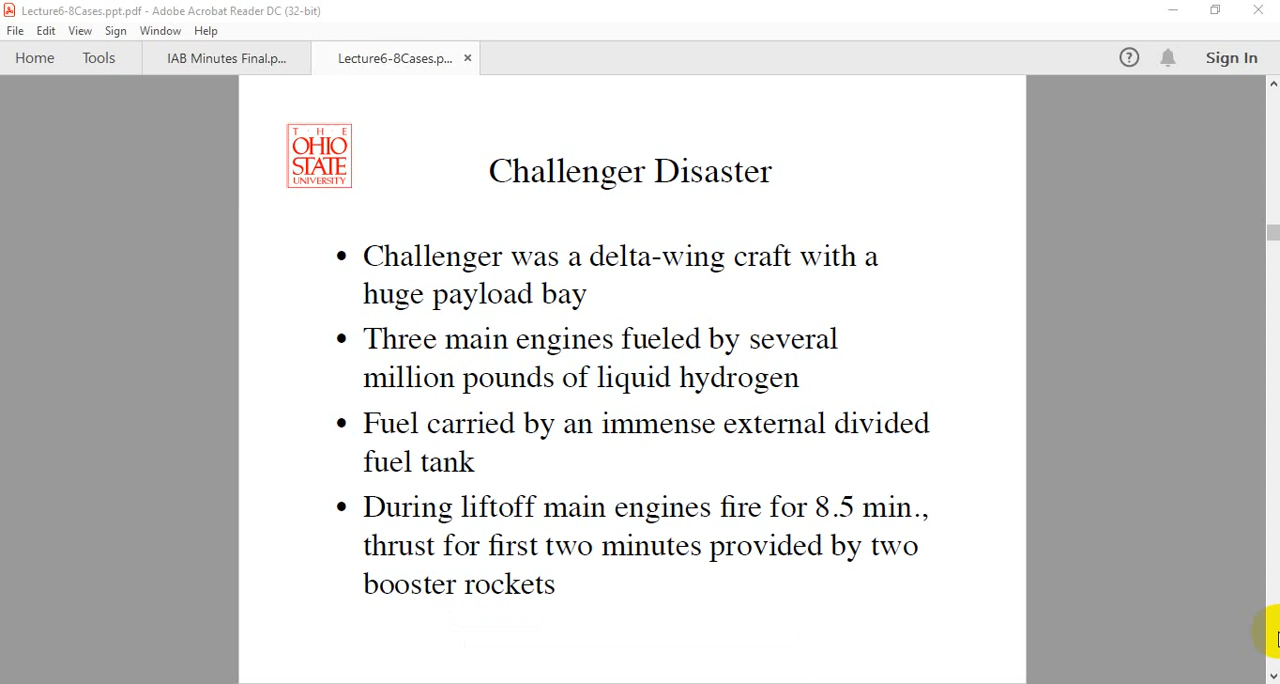 Lecture6-8Cases.ppt.pdf - Adobe Acrobat Reader DC (32-bit)
File Edit View Sign Window Help
Home Tools IAB Minutes Final.p... Lecture6-8Cases.p... × Sign In
THE
OHIO
STATE
UNIVERSITY
Challenger Disaster
• Challenger was a delta-wing craft with a
huge payload bay
• Three main engines fueled by several
million pounds of liquid hydrogen
• Fuel carried by an immense external divided
fuel tank
• During liftoff main engines fire for 8.5 min.,
thrust for first two minutes provided by two
booster rockets